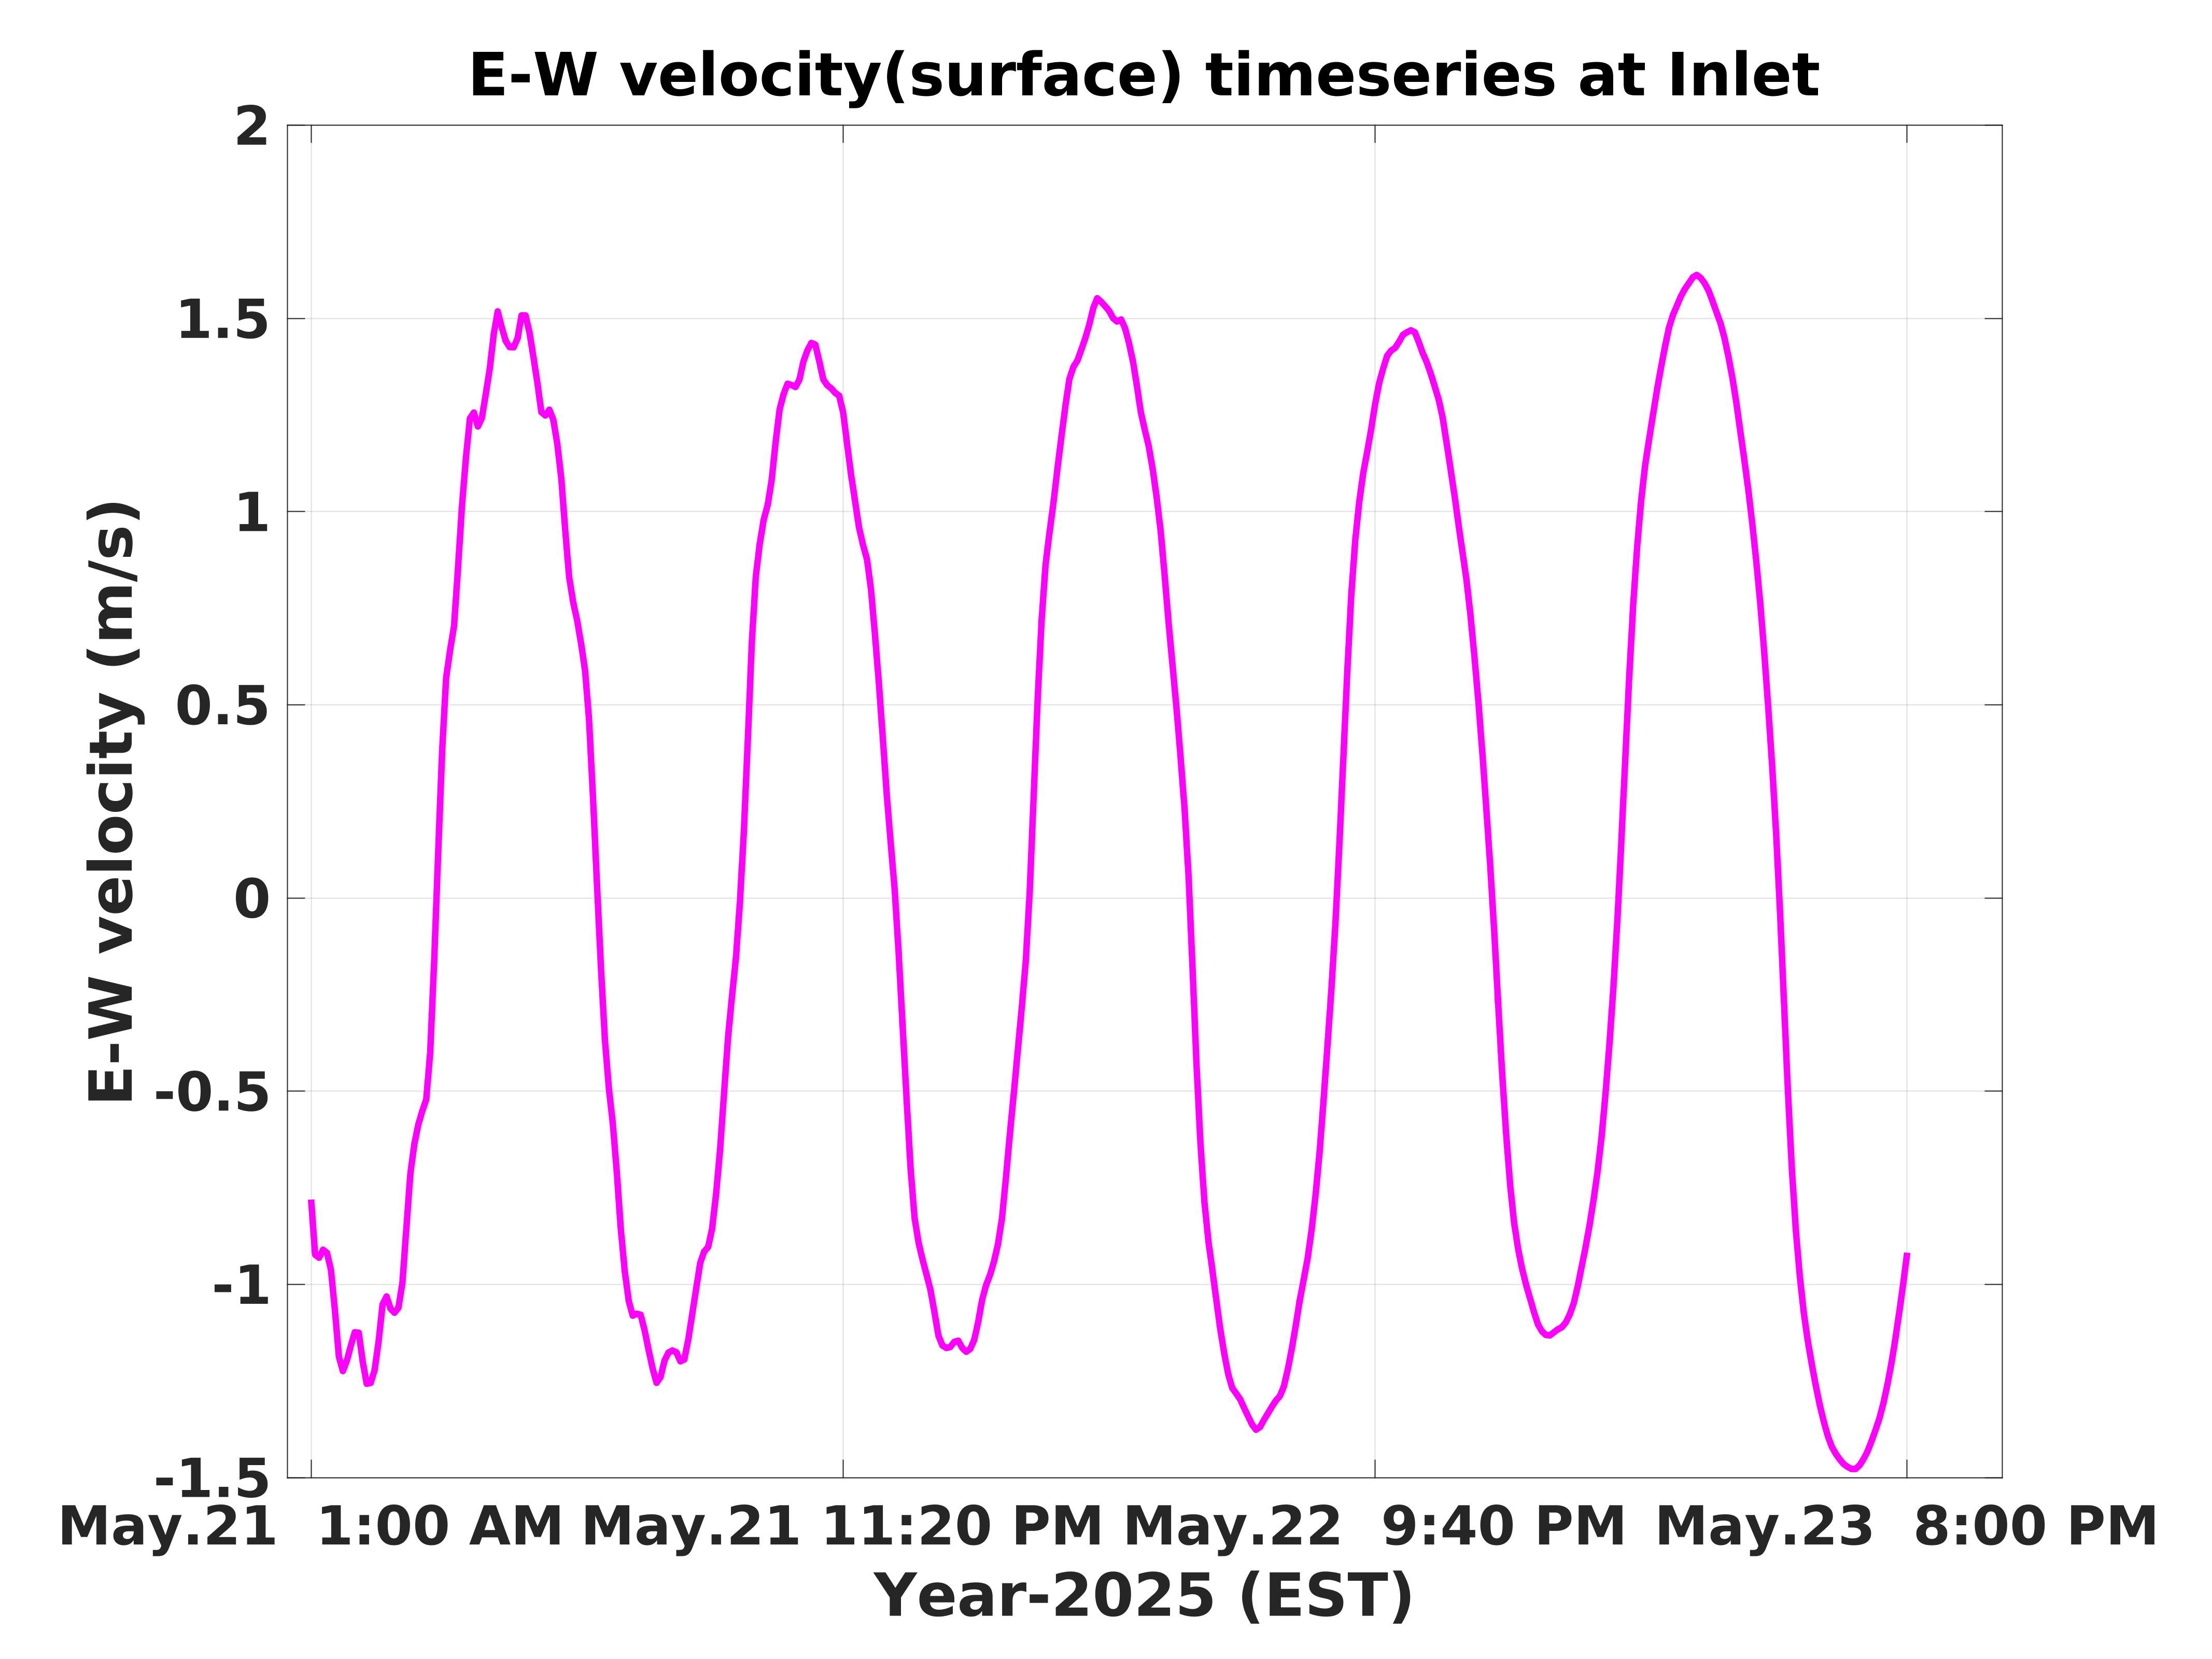 E-W velocity(surface) timeseries at Inlet
E-W velocity (m/s)
2
1.5
1
0.5
0
-0.5
-1
-1.5
May.21 1:00 AM May.21 11:20 PM May.22 9:40 PM May.23 8:00 PM
Year-2025 (EST)